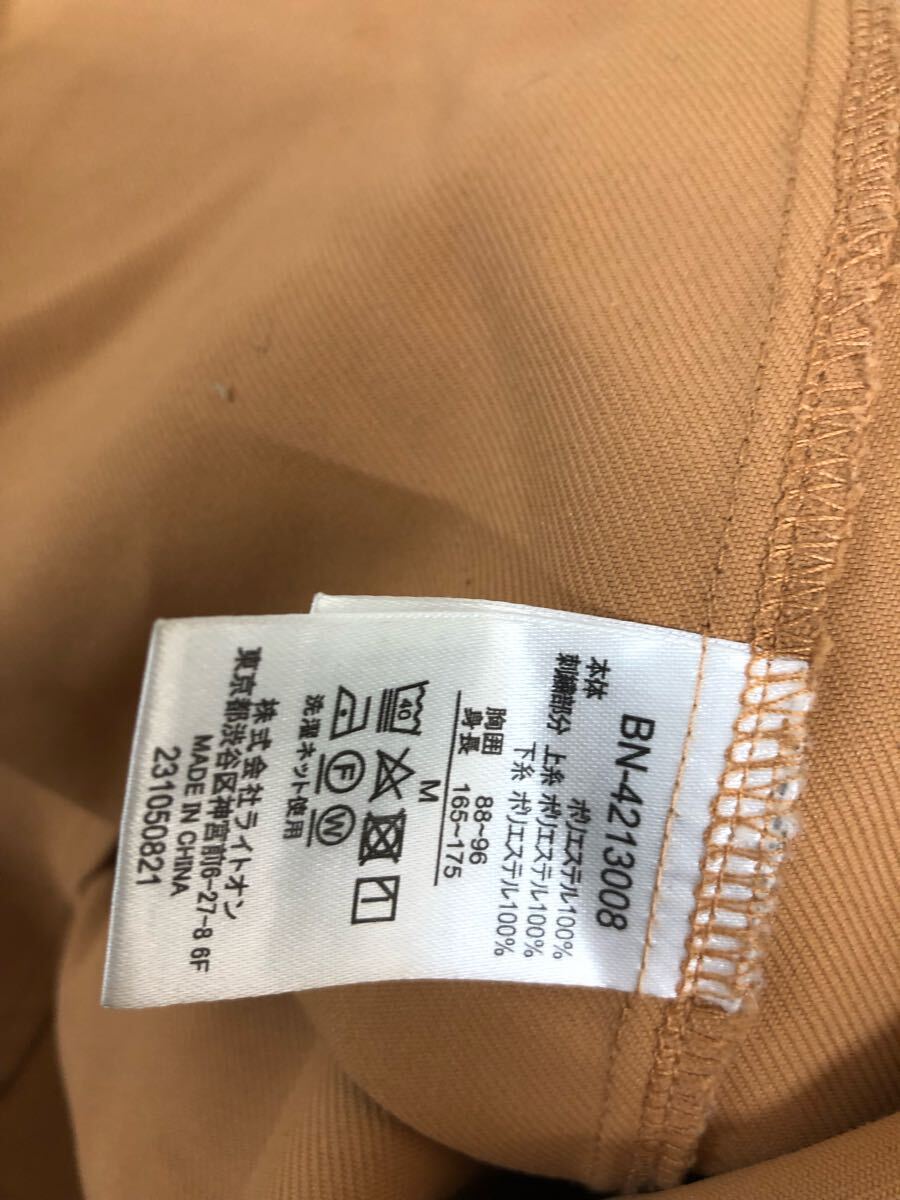 BN-4213008
本体 ポリエステル100%
刺繍部分 上糸 ポリエステル100%
下糸 ポリエステル100%
胸囲 88~96
身長 165~175
M
40
F W
洗濯ネット使用
株式会社ライトオン
東京都渋谷区神宮前6-27-8 6F
MADE IN CHINA
231050821